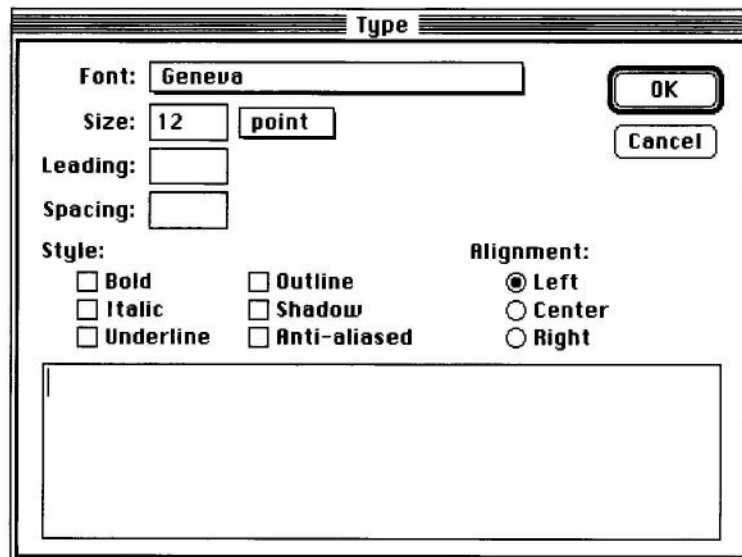 Type
Font: Geneva
OK
Size: 12 point
Cancel
Leading:
Spacing:
Style:
Alignment:
Bold
Outline
Left
Italic
Shadow
Center
Underline
Anti-aliased
Right